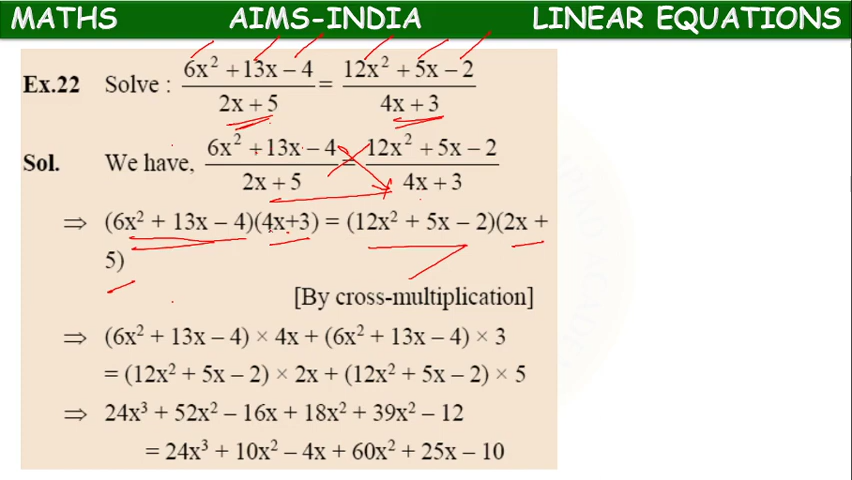 MATHS AIMS-INDIA LINEAR EQUATIONS
Ex.22 Solve : (6x² + 13x – 4)/(2x + 5) = (12x² + 5x – 2)/(4x + 3)
Sol. We have, (6x² + 13x – 4)/(2x + 5) = (12x² + 5x – 2)/(4x + 3)
⇒ (6x² + 13x – 4)(4x+3) = (12x² + 5x – 2)(2x +
5)
[By cross-multiplication]
⇒ (6x² + 13x – 4) × 4x + (6x² + 13x – 4) × 3
= (12x² + 5x – 2) × 2x + (12x² + 5x – 2) × 5
⇒ 24x³ + 52x² – 16x + 18x² + 39x² – 12
= 24x³ + 10x² – 4x + 60x² + 25x – 10